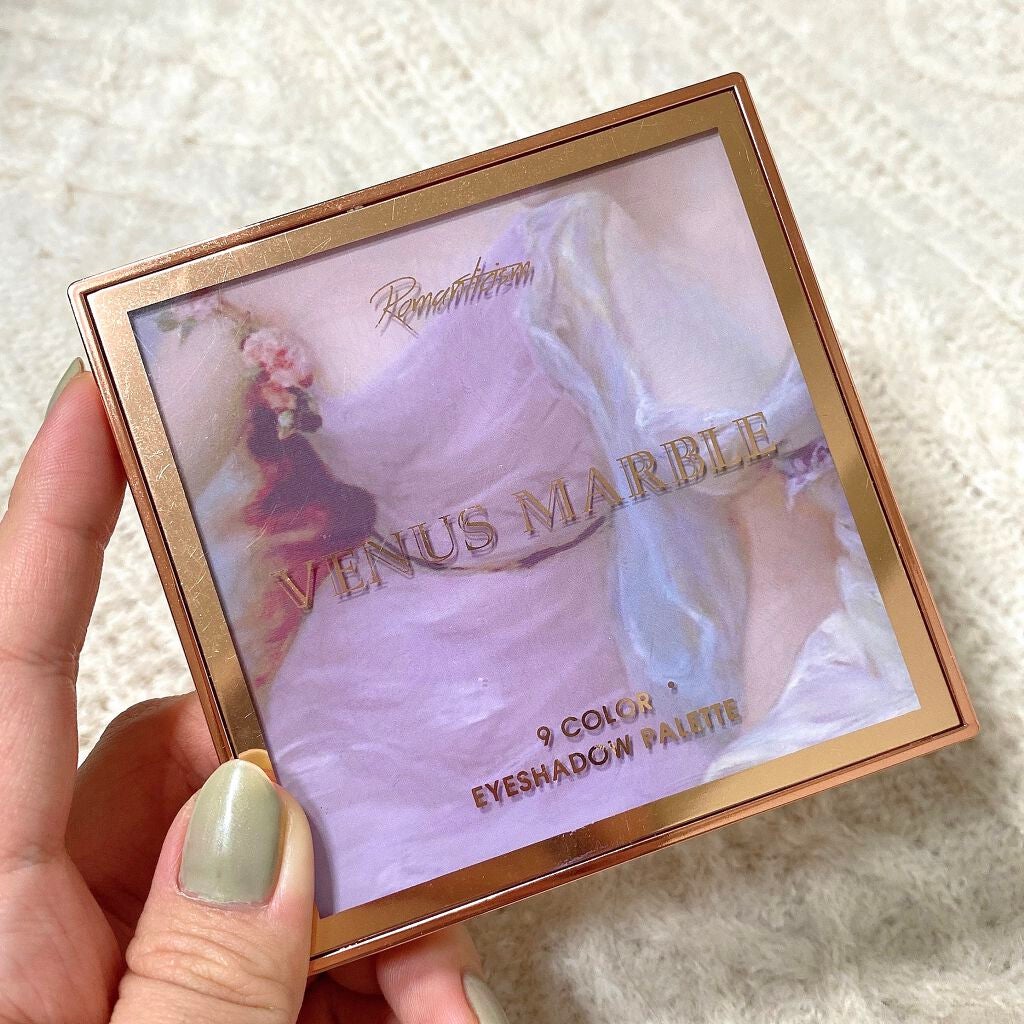 Romanticism
VENUS MARBLE
9 COLOR
EYESHADOW PALETTE